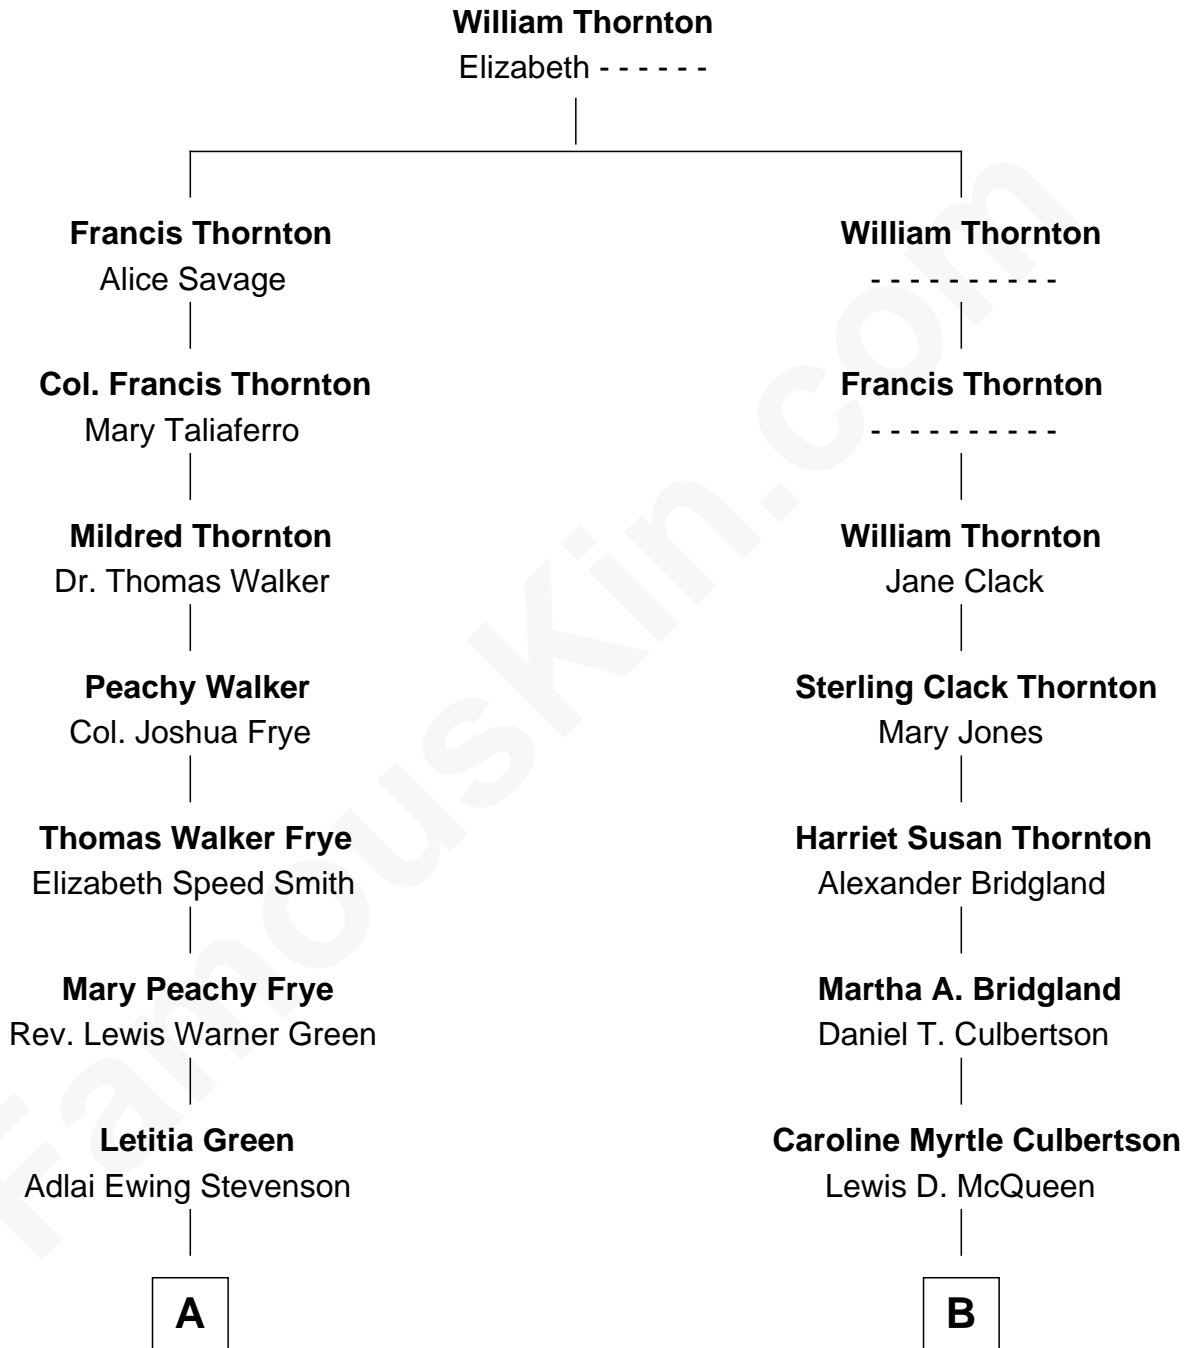 William Thornton
Elizabeth - - - - - -
Francis Thornton
Alice Savage
William Thornton
- - - - - - - - - -
Col. Francis Thornton
Mary Taliaferro
Francis Thornton
- - - - - - - - - -
Mildred Thornton
Dr. Thomas Walker
William Thornton
Jane Clack
Peachy Walker
Col. Joshua Frye
Sterling Clack Thornton
Mary Jones
Thomas Walker Frye
Elizabeth Speed Smith
Harriet Susan Thornton
Alexander Bridgland
Mary Peachy Frye
Rev. Lewis Warner Green
Martha A. Bridgland
Daniel T. Culbertson
Letitia Green
Adlai Ewing Stevenson
Caroline Myrtle Culbertson
Lewis D. McQueen
A
B
FamousKin.com